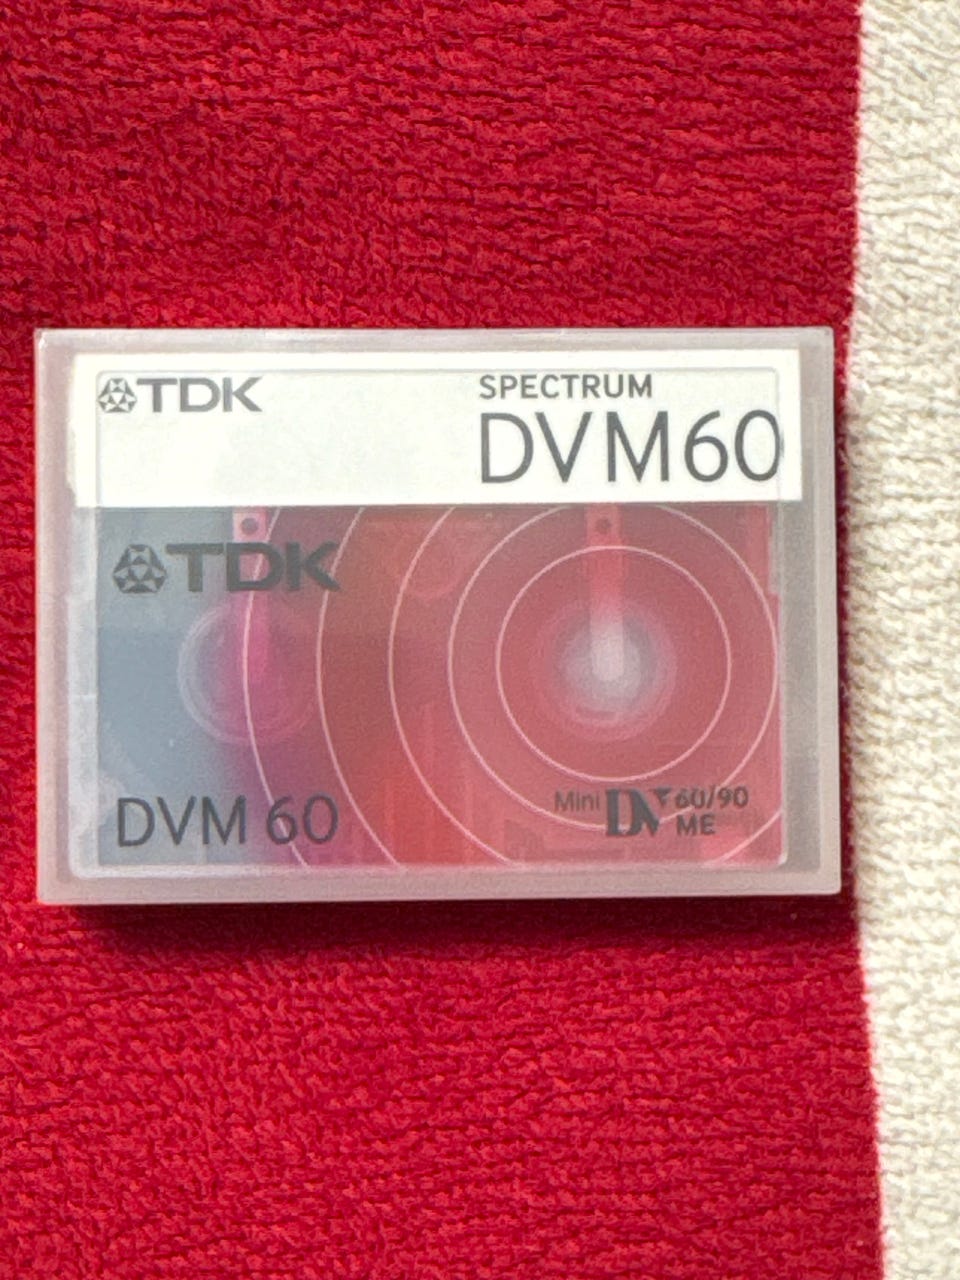 TDK SPECTRUM
DVM60
TDK
DVM 60
Mini DV 60/90
ME